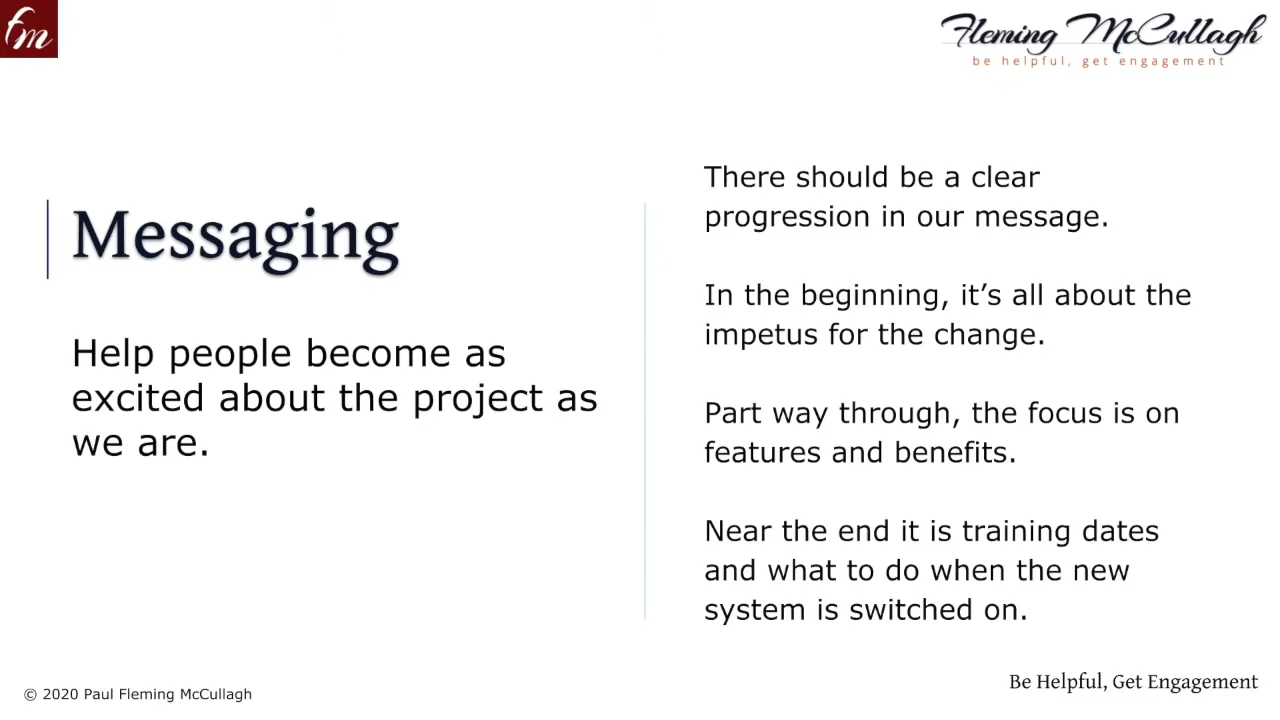 fm
Fleming McCullagh
be helpful, get engagement
Messaging
Help people become as
excited about the project as
we are.
There should be a clear
progression in our message.
In the beginning, it’s all about the
impetus for the change.
Part way through, the focus is on
features and benefits.
Near the end it is training dates
and what to do when the new
system is switched on.
© 2020 Paul Fleming McCullagh
Be Helpful, Get Engagement